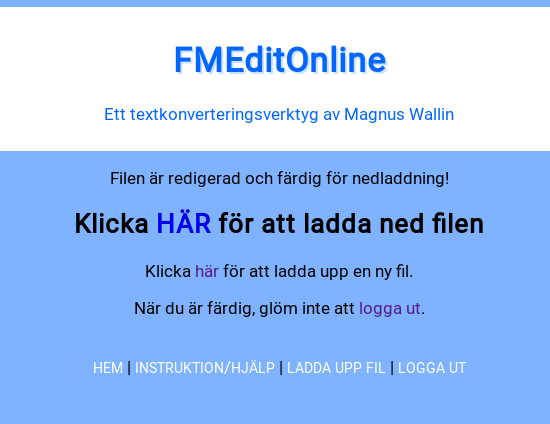 FMEditOnline
Ett textkonverteringsverktyg av Magnus Wallin
Filen är redigerad och färdig för nedladdning!
Klicka HÄR för att ladda ned filen
Klicka här för att ladda upp en ny fil.
När du är färdig, glöm inte att logga ut.
HEM | INSTRUKTION/HJÄLP | LADDA UPP FIL | LOGGA UT